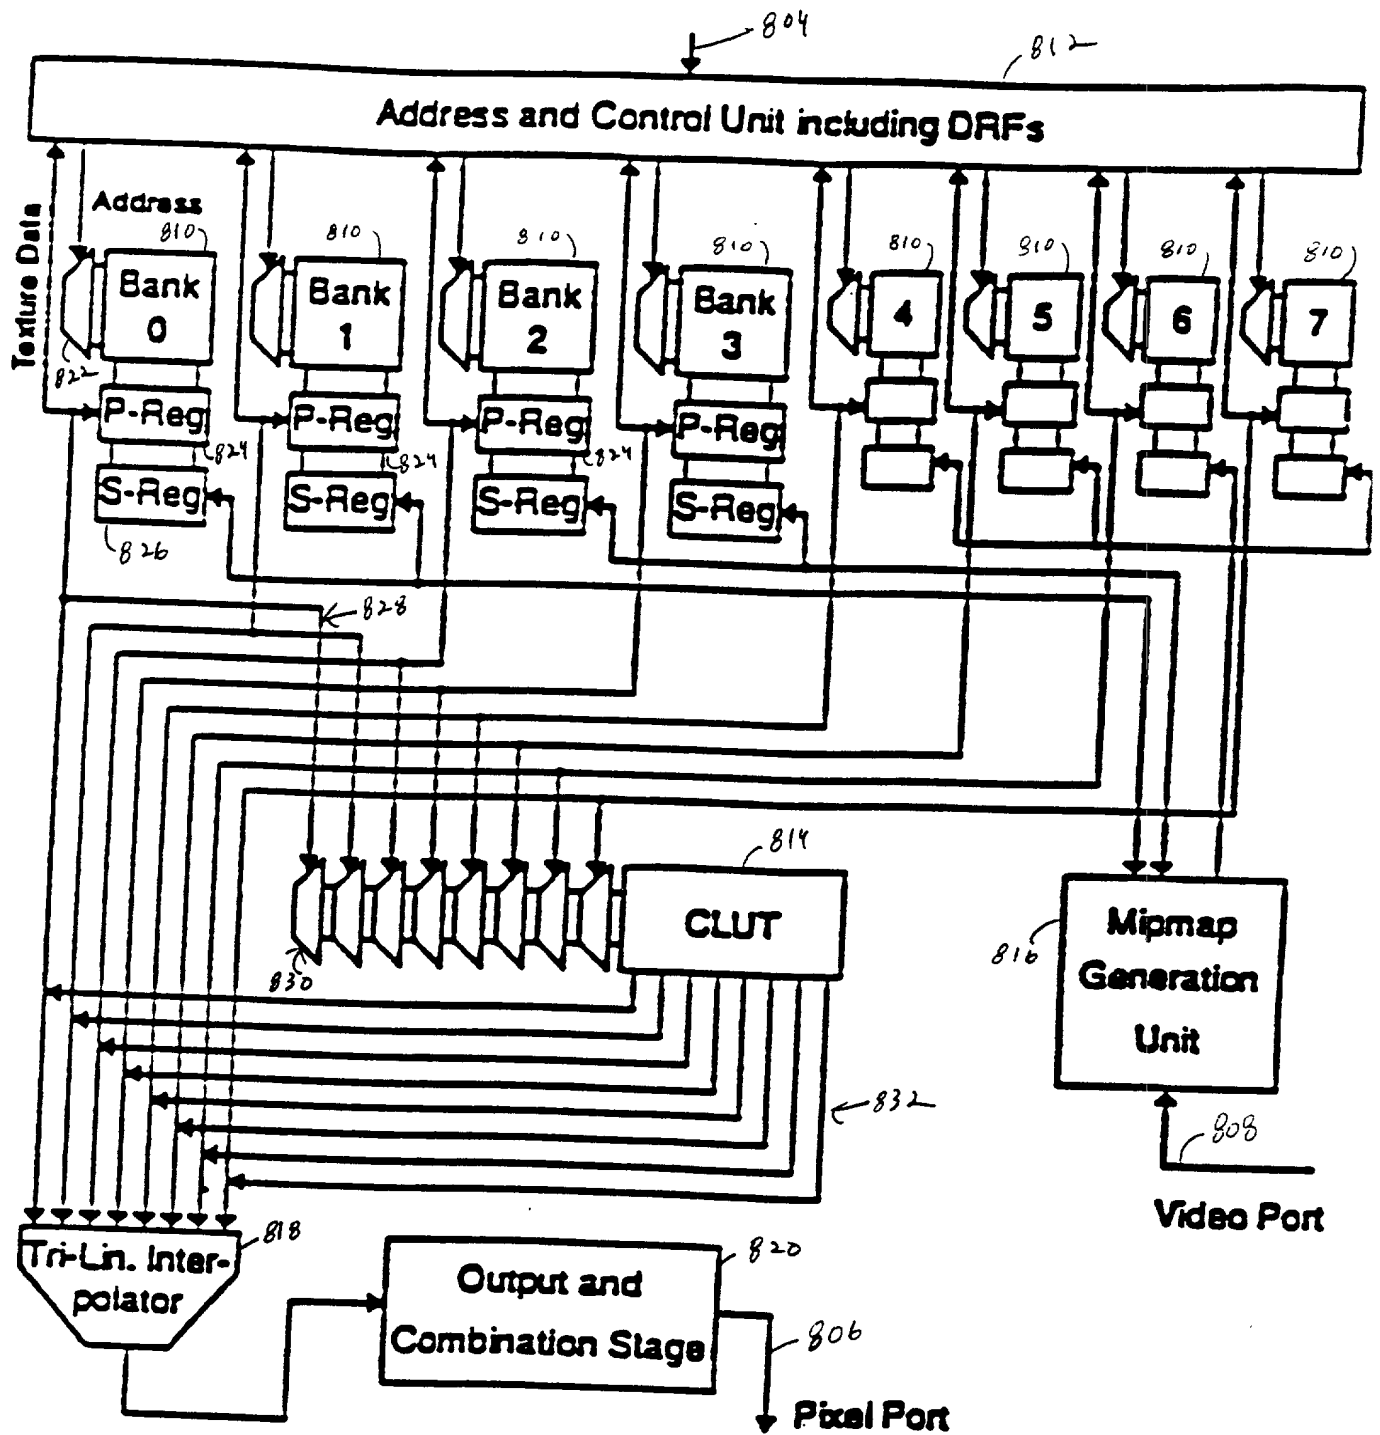 804
812
Address and Control Unit including DRFs
Texture Data
Address
810
810
810
810
810
810
810
810
Bank
0
Bank
1
Bank
2
Bank
3
4
5
6
7
822
P-Reg
P-Reg
P-Reg
P-Reg
824
824
824
S-Reg
S-Reg
S-Reg
S-Reg
826
828
814
CLUT
830
816
Mipmap
Generation
Unit
832
808
Video Port
818
Tri-Lin. Inter-
polator
820
Output and
Combination Stage
806
Pixel Port